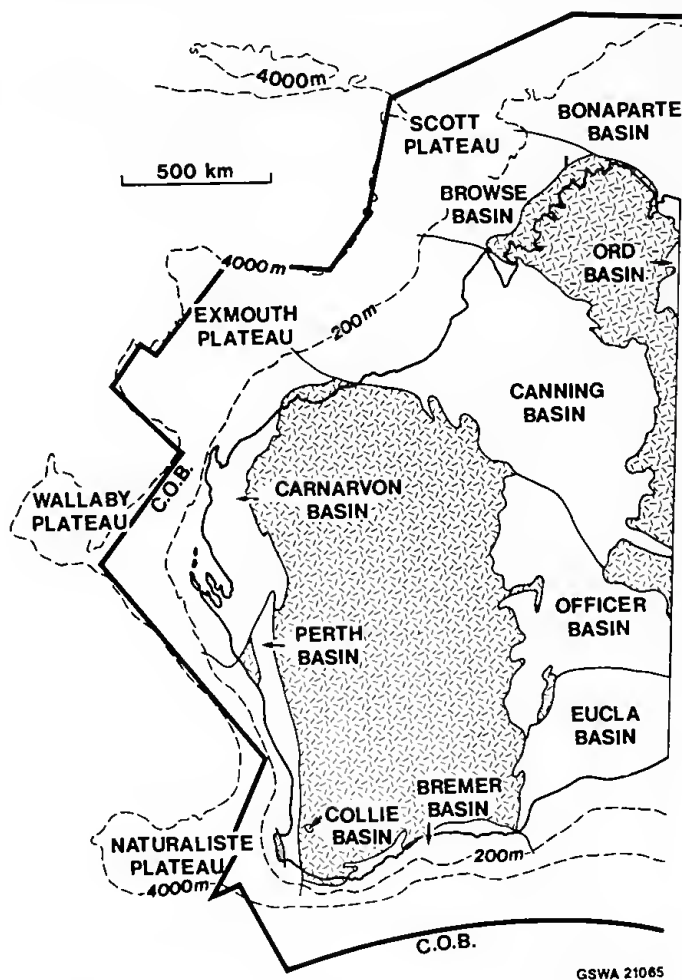 4000m
SCOTT
PLATEAU
BONAPARTE
BASIN
500 km
BROWSE
BASIN
ORD
BASIN
4000m
EXMOUTH
PLATEAU
200m
CANNING
BASIN
CARNARVON
BASIN
WALLABY
PLATEAU
C.O.B.
OFFICER
BASIN
PERTH
BASIN
EUCLA
BASIN
BREMER
BASIN
COLLIE
BASIN
NATURALISTE
PLATEAU
4000m
200m
C.O.B.
GSWA 21065